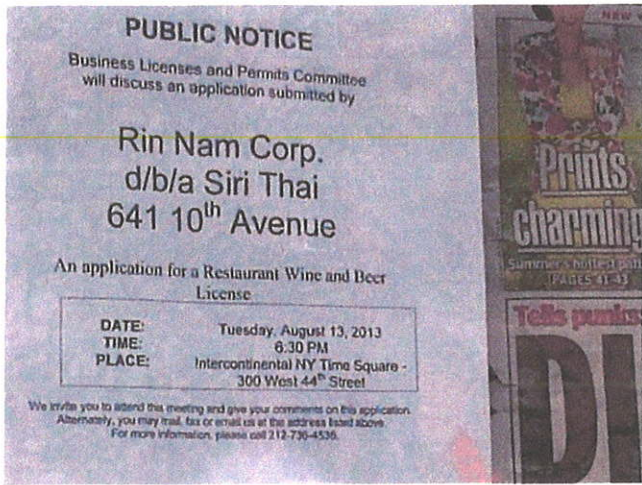 PUBLIC NOTICE
Business Licenses and Permits Committee
will discuss an application submitted by
Rin Nam Corp.
d/b/a Siri Thai
641 10th Avenue
An application for a Restaurant Wine and Beer
License
DATE: Tuesday, August 13, 2013
TIME: 6:30 PM
PLACE: Intercontinental NY Time Square -
300 West 44th Street
We invite you to attend this meeting and give your comments on this application.
Alternately, you may mail, fax or email us at the address listed above.
For more information, please call 212-736-4536.
NEW
Prints
charming
Summer's hottest
PAGES 41-43
Tells punks
DI